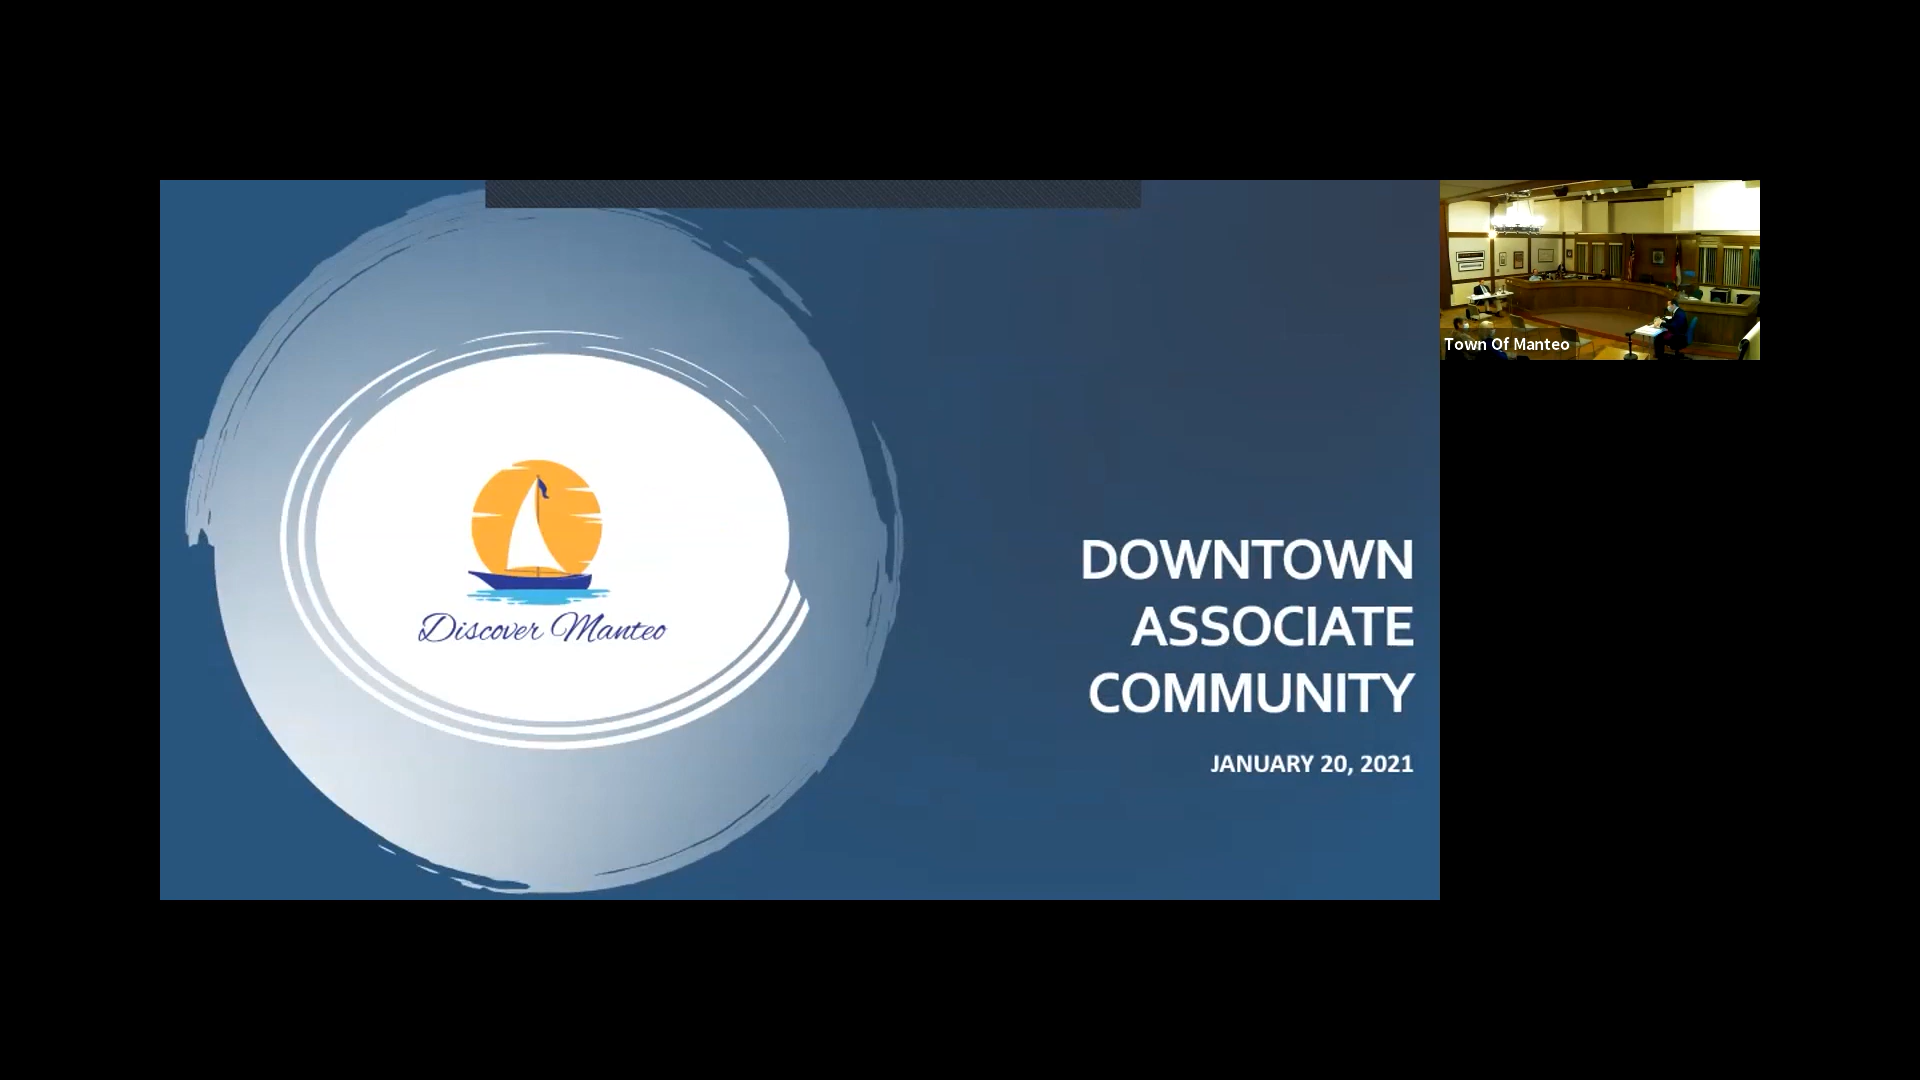 Town Of Manteo
Discover Manteo
DOWNTOWN
ASSOCIATE
COMMUNITY
JANUARY 20, 2021